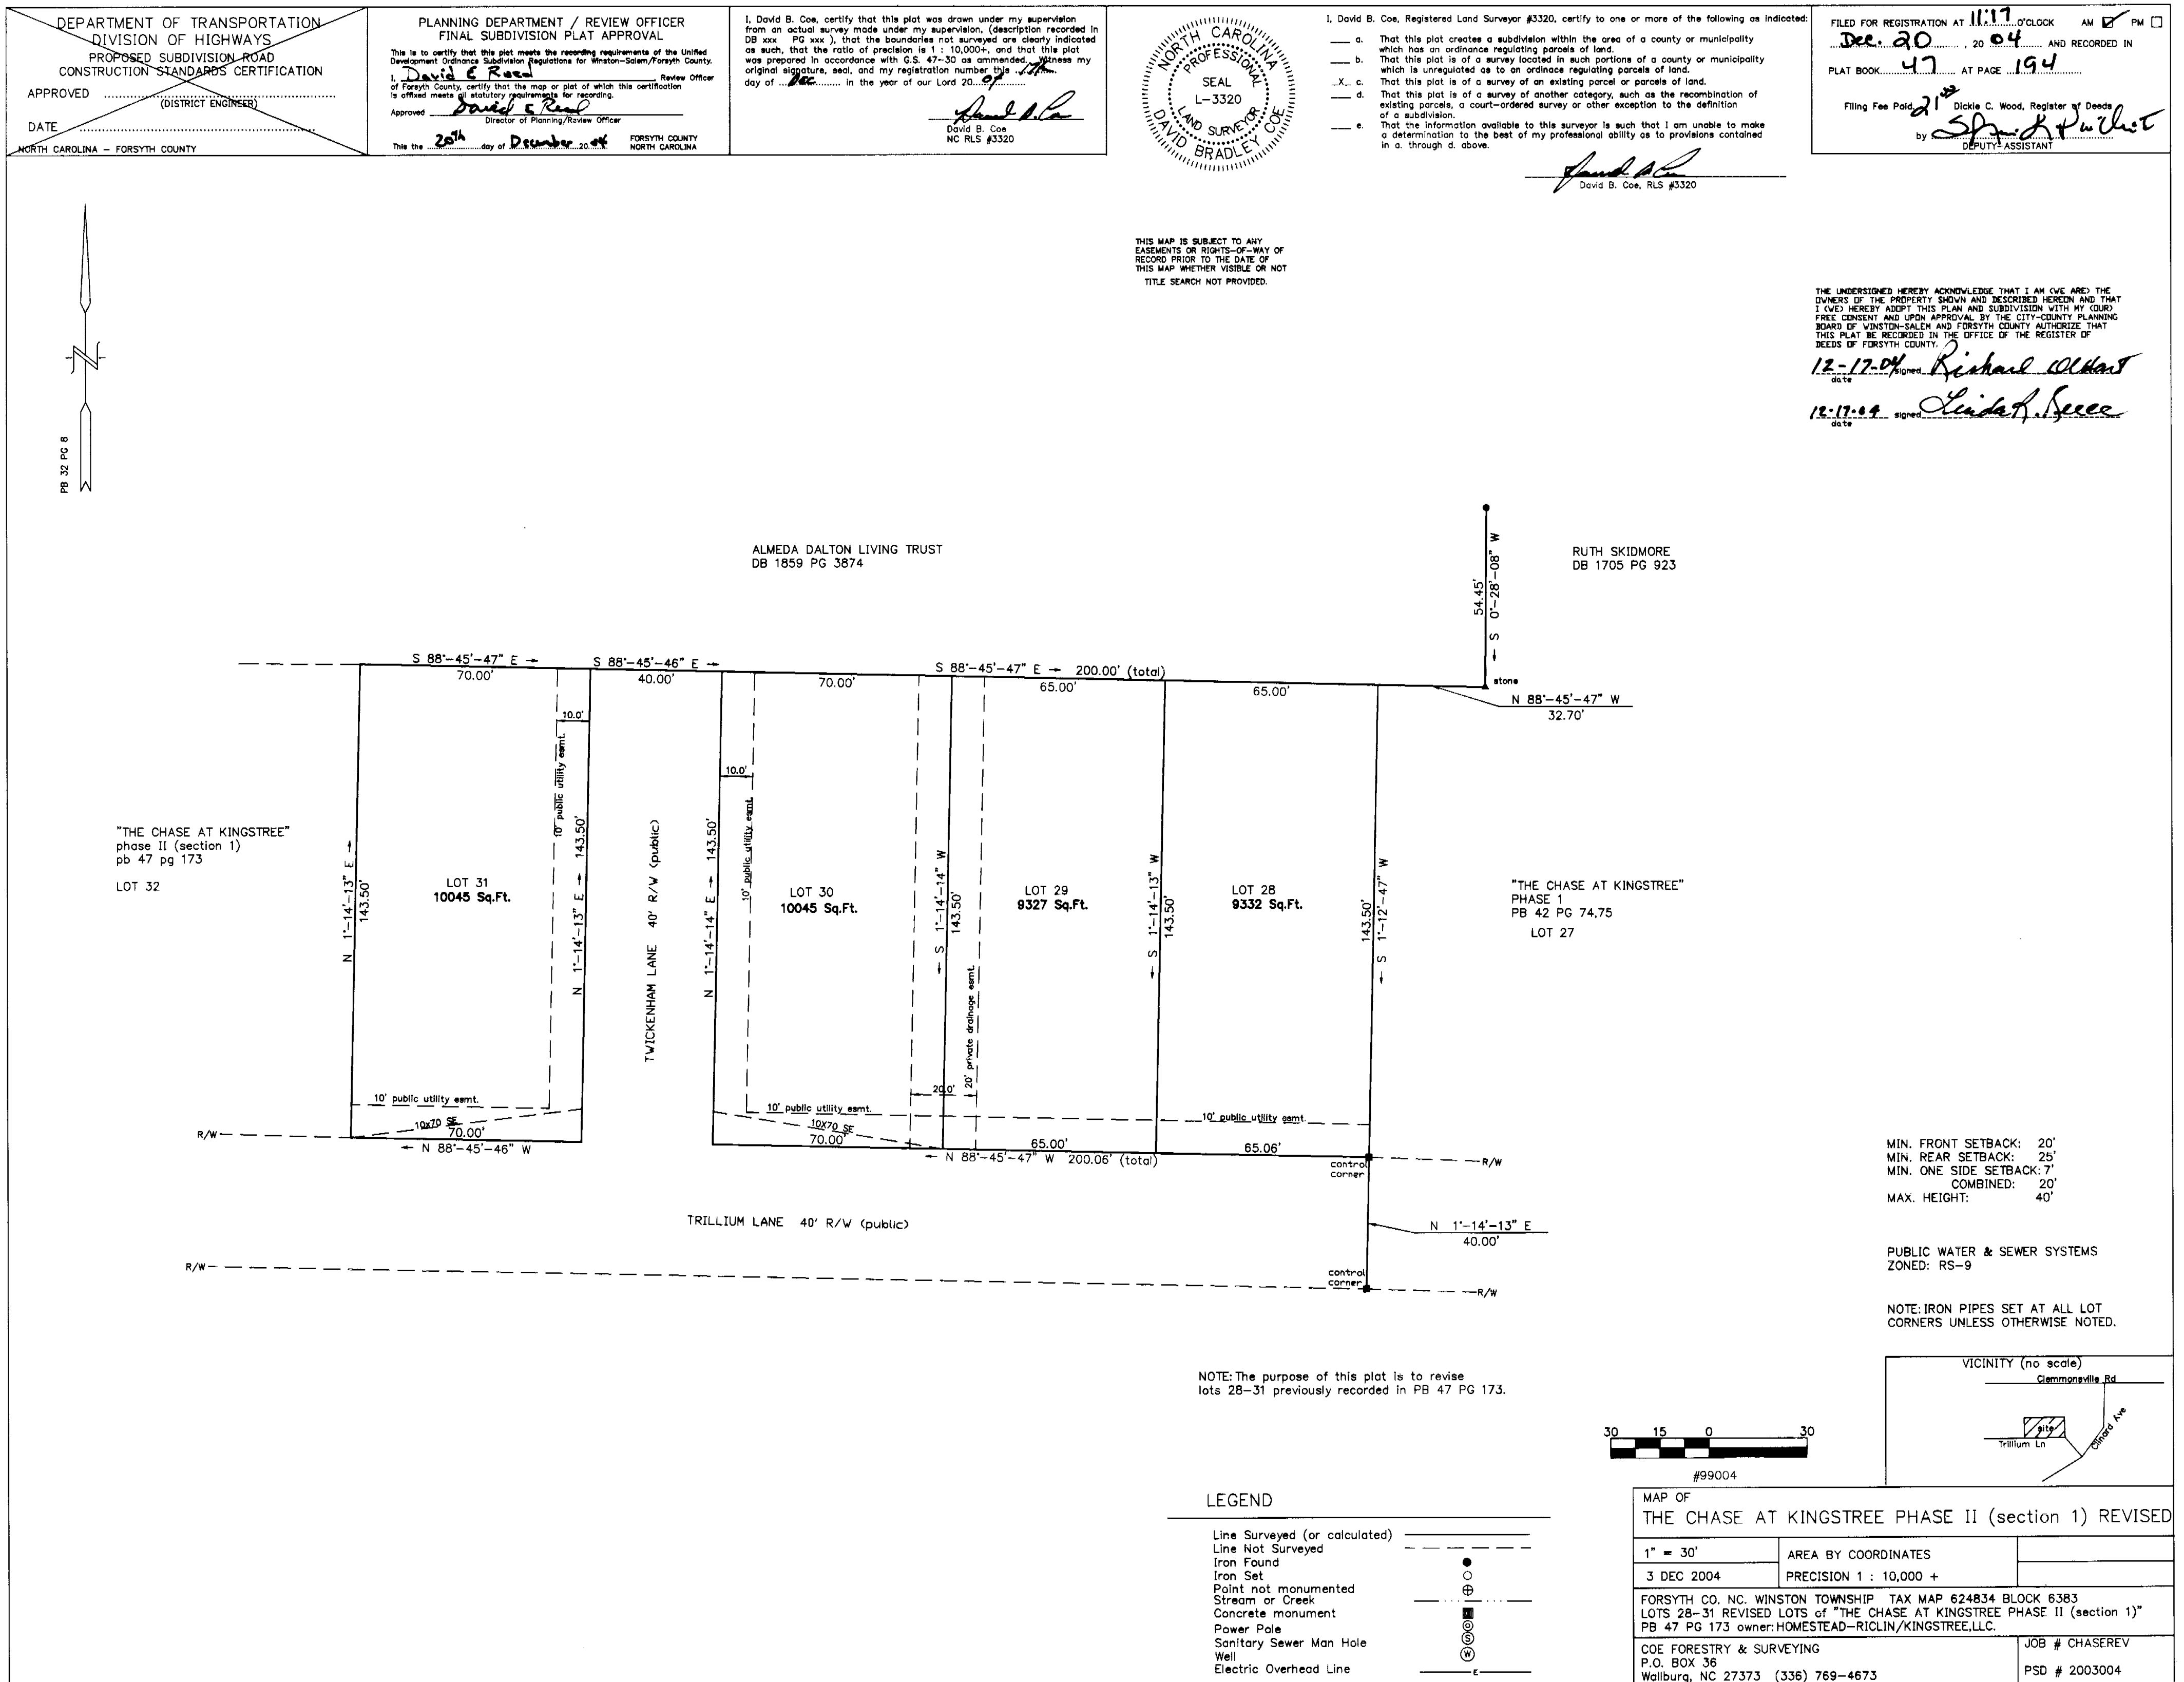 DEPARTMENT OF TRANSPORTATION
DIVISION OF HIGHWAYS
PROPOSED SUBDIVISION ROAD
CONSTRUCTION STANDARDS CERTIFICATION
APPROVED
(DISTRICT ENGINEER)
DATE
NORTH CAROLINA – FORSYTH COUNTY
PLANNING DEPARTMENT / REVIEW OFFICER
FINAL SUBDIVISION PLAT APPROVAL
This is to certify that this plat meets the recording requirements of the Unified
Development Ordinance Subdivision Regulations for Winston-Salem/Forsyth County.
I, David E Reed Review Officer
of Forsyth County, certify that the map or plat of which this certification
is affixed meets all statutory requirements for recording.
Approved David E Reed
Director of Planning/Review Officer
This the 20th day of December 20 04
FORSYTH COUNTY
NORTH CAROLINA
I, David B. Coe, certify that this plat was drawn under my supervision
from an actual survey made under my supervision, (description recorded in
DB xxx PG xxx ), that the boundaries not surveyed are clearly indicated
as such, that the ratio of precision is 1 : 10,000+, and that this plat
was prepared in accordance with G.S. 47-30 as ammended. Witness my
original signature, seal, and my registration number this 17th
day of Dec in the year of our Lord 20 04
David B. Coe
NC RLS #3320
NORTH CAROLINA
PROFESSIONAL
SEAL
L-3320
LAND SURVEYOR
DAVID BRADLEY COE
I, David B. Coe, Registered Land Surveyor #3320, certify to one or more of the following as indicated:
___ a. That this plat creates a subdivision within the area of a county or municipality
which has an ordinance regulating parcels of land.
___ b. That this plat is of a survey located in such portions of a county or municipality
which is unregulated as to an ordinace regulating parcels of land.
_X_ c. That this plat is of a survey of an existing parcel or parcels of land.
___ d. That this plat is of a survey of another category, such as the recombination of
existing parcels, a court-ordered survey or other exception to the definition
of a subdivision.
___ e. That the information available to this surveyor is such that I am unable to make
a determination to the best of my professional ability as to provisions contained
in a. through d. above.
David B. Coe, RLS #3320
FILED FOR REGISTRATION AT 11:17 O'CLOCK AM ☑ PM ☐
Dec. 20, 20 04 AND RECORDED IN
PLAT BOOK 47 AT PAGE 194
Filing Fee Paid 21 Dickie C. Wood, Register of Deeds
by
DEPUTY-ASSISTANT
THIS MAP IS SUBJECT TO ANY
EASEMENTS OR RIGHTS-OF-WAY OF
RECORD PRIOR TO THE DATE OF
THIS MAP WHETHER VISIBLE OR NOT
TITLE SEARCH NOT PROVIDED.
THE UNDERSIGNED HEREBY ACKNOWLEDGE THAT I AM (WE ARE) THE
OWNERS OF THE PROPERTY SHOWN AND DESCRIBED HEREON AND THAT
I (WE) HEREBY ADOPT THIS PLAN AND SUBDIVISION WITH MY (OUR)
FREE CONSENT AND UPON APPROVAL BY THE CITY-COUNTY PLANNING
BOARD OF WINSTON-SALEM AND FORSYTH COUNTY AUTHORIZE THAT
THIS PLAT BE RECORDED IN THE OFFICE OF THE REGISTER OF
DEEDS OF FORSYTH COUNTY.
12-17-04 signed Richard
date
12-17-04 signed Linda R. Reece
date
N
PB 32 PG 8
ALMEDA DALTON LIVING TRUST
DB 1859 PG 3874
54.45'
S 0°-28'-08" W
RUTH SKIDMORE
DB 1705 PG 923
stone
N 88°-45'-47" W
32.70'
S 88°-45'-47" E
70.00'
S 88°-45'-46" E
40.00'
S 88°-45'-47" E 200.00' (total)
70.00'
65.00'
65.00'
10.0'
10.0'
"THE CHASE AT KINGSTREE"
phase II (section 1)
pb 47 pg 173
LOT 32
N 1°-14'-13" E
143.50'
LOT 31
10045 Sq.Ft.
10' public utility esmt.
N 1°-14'-13" E 143.50'
TWICKENHAM LANE 40' R/W (public)
N 1°-14'-14" E 143.50'
10' public utility esmt.
LOT 30
10045 Sq.Ft.
S 1°-14'-14" W
143.50'
20' private drainage esmt.
LOT 29
9327 Sq.Ft.
S 1°-14'-13" W
143.50'
LOT 28
9332 Sq.Ft.
143.50'
S 1°-12'-47" W
"THE CHASE AT KINGSTREE"
PHASE 1
PB 42 PG 74,75
LOT 27
20.0'
10' public utility esmt.
10' public utility esmt.
10' public utility esmt.
10x70 SE
10X70 SE
R/W
70.00'
N 88°-45'-46" W
70.00'
65.00'
65.06'
N 88°-45'-47" W 200.06' (total)
control
corner
R/W
TRILLIUM LANE 40' R/W (public)
N 1°-14'-13" E
40.00'
R/W
control
corner
R/W
MIN. FRONT SETBACK: 20'
MIN. REAR SETBACK: 25'
MIN. ONE SIDE SETBACK: 7'
COMBINED: 20'
MAX. HEIGHT: 40'
PUBLIC WATER & SEWER SYSTEMS
ZONED: RS-9
NOTE: IRON PIPES SET AT ALL LOT
CORNERS UNLESS OTHERWISE NOTED.
NOTE: The purpose of this plat is to revise
lots 28-31 previously recorded in PB 47 PG 173.
VICINITY (no scale)
Clemmonsville Rd
site
Trillium Ln
Clinard Ave
30 15 0 30
#99004
LEGEND
Line Surveyed (or calculated)
Line Not Surveyed
Iron Found
Iron Set
Point not monumented
Stream or Creek
Concrete monument
Power Pole
Sanitary Sewer Man Hole S
Well W
Electric Overhead Line E
MAP OF
THE CHASE AT KINGSTREE PHASE II (section 1) REVISED
1" = 30'
AREA BY COORDINATES
3 DEC 2004
PRECISION 1 : 10,000 +
FORSYTH CO. NC. WINSTON TOWNSHIP TAX MAP 624834 BLOCK 6383
LOTS 28-31 REVISED LOTS of "THE CHASE AT KINGSTREE PHASE II (section 1)"
PB 47 PG 173 owner: HOMESTEAD-RICLIN/KINGSTREE,LLC.
COE FORESTRY & SURVEYING
P.O. BOX 36
Wallburg, NC 27373 (336) 769-4673
JOB # CHASEREV
PSD # 2003004